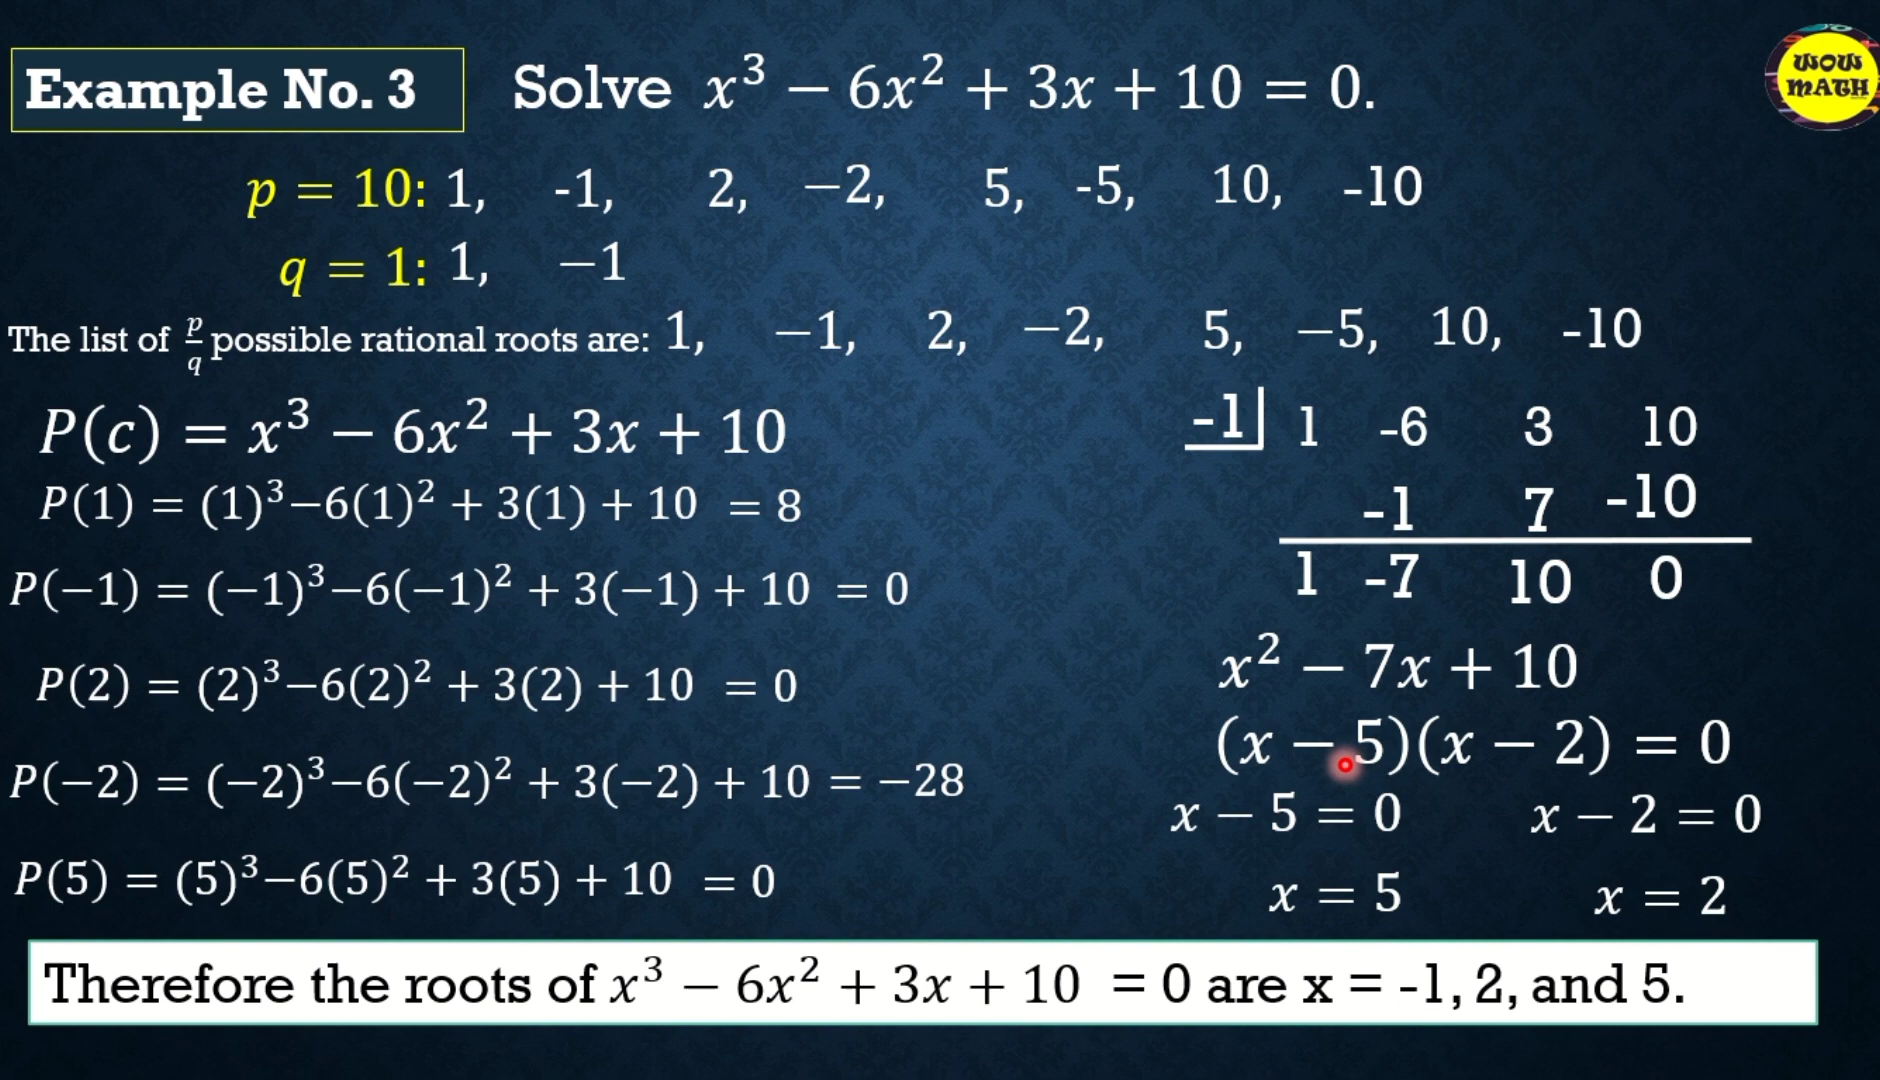 Example No. 3 Solve x³ − 6x² + 3x + 10 = 0.
WOW
MATH
p = 10: 1, -1, 2, −2, 5, -5, 10, -10
q = 1: 1, −1
The list of p/q possible rational roots are: 1, −1, 2, −2, 5, −5, 10, -10
P(c) = x³ − 6x² + 3x + 10
P(1) = (1)³−6(1)² + 3(1) + 10 = 8
P(−1) = (−1)³−6(−1)² + 3(−1) + 10 = 0
P(2) = (2)³−6(2)² + 3(2) + 10 = 0
P(−2) = (−2)³−6(−2)² + 3(−2) + 10 = −28
P(5) = (5)³−6(5)² + 3(5) + 10 = 0
-1 1 -6 3 10
-1 7 -10
1 -7 10 0
x² − 7x + 10
(x − 5)(x − 2) = 0
x − 5 = 0 x − 2 = 0
x = 5 x = 2
Therefore the roots of x³ − 6x² + 3x + 10 = 0 are x = -1, 2, and 5.